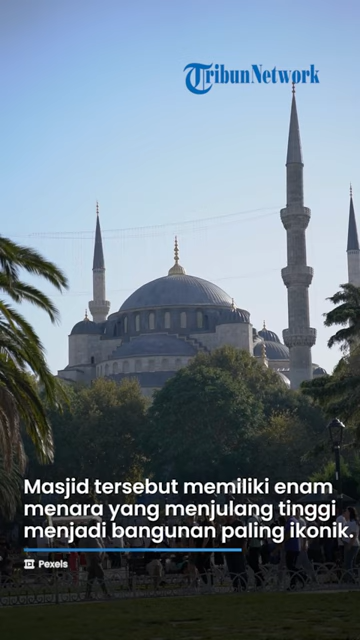 TribunNetwork
Masjid tersebut memiliki enam
menara yang menjulang tinggi
menjadi bangunan paling ikonik.
Pexels